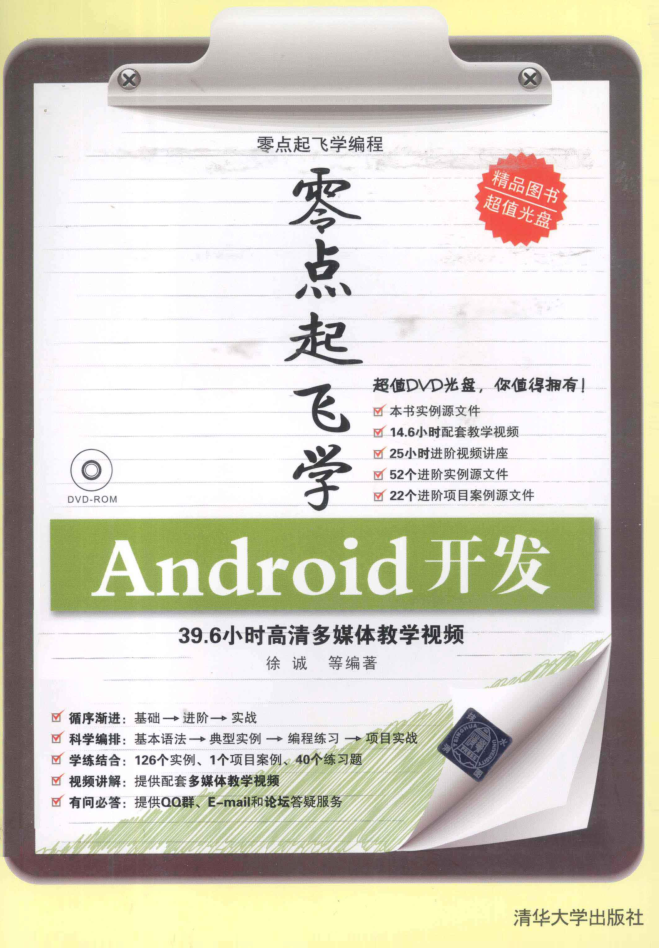 零点起飞学编程
精品图书
超值光盘
零点起飞学
超值DVD光盘，你值得拥有！
本书实例源文件
14.6小时配套教学视频
25小时进阶视频讲座
52个进阶实例源文件
22个进阶项目案例源文件
DVD-ROM
Android开发
39.6小时高清多媒体教学视频
徐诚 等编著
循序渐进：基础→进阶→实战
科学编排：基本语法→典型实例→编程练习→项目实战
学练结合：126个实例、1个项目案例、40个练习题
视频讲解：提供配套多媒体教学视频
有问必答：提供QQ群、E-mail和论坛答疑服务
清华大学出版社